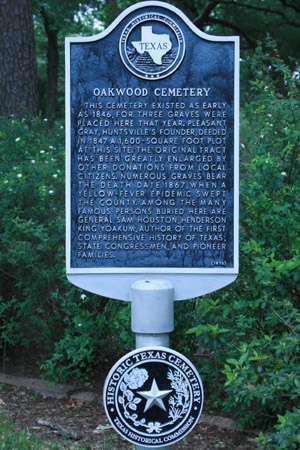 TEXAS HISTORICAL COMMISSION
TEXAS
OAKWOOD CEMETERY
THIS CEMETERY EXISTED AS EARLY
AS 1846, FOR THREE GRAVES WERE
PLACED HERE THAT YEAR. PLEASANT
GRAY, HUNTSVILLE'S FOUNDER, DEEDED
IN 1847 A 1,600-SQUARE FOOT PLOT
AT THIS SITE. THE ORIGINAL TRACT
HAS BEEN GREATLY ENLARGED BY
OTHER DONATIONS FROM LOCAL
CITIZENS. NUMEROUS GRAVES BEAR
THE DEATH DATE 1867, WHEN A
YELLOW-FEVER EPIDEMIC SWEPT
THE COUNTY. AMONG THE MANY
FAMOUS PERSONS BURIED HERE ARE
GENERAL SAM HOUSTON, HENDERSON
KING YOAKUM, AUTHOR OF THE FIRST
COMPREHENSIVE HISTORY OF TEXAS,
STATE CONGRESSMEN, AND PIONEER
FAMILIES.
HISTORIC TEXAS CEMETERY
TEXAS HISTORICAL COMMISSION